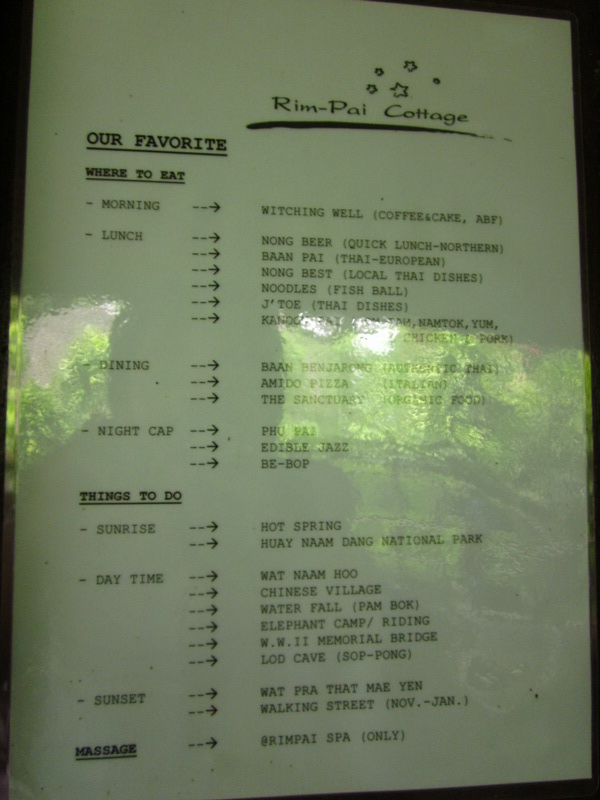 Rim-Pai Cottage
OUR FAVORITE
WHERE TO EAT
- MORNING --→ WITCHING WELL (COFFEE&CAKE, ABF)
- LUNCH --→ NONG BEER (QUICK LUNCH-NORTHERN)
--→ BAAN PAI (THAI-EUROPEAN)
--→ NONG BEST (LOCAL THAI DISHES)
--→ NOODLES (FISH BALL)
--→ J'TOE (THAI DISHES)
--→ NAMTOK,YUM,
CHICKEN & PORK)
- DINING --→ BAAN BENJARONG (AUTHENTIC THAI)
--→ AMIDO PIZZA (ITALIAN)
--→ THE SANCTUARY (ORGANIC FOOD)
- NIGHT CAP --→ PHU PAI
--→ EDIBLE JAZZ
--→ BE-BOP
THINGS TO DO
- SUNRISE --→ HOT SPRING
--→ HUAY NAAM DANG NATIONAL PARK
- DAY TIME --→ WAT NAAM HOO
--→ CHINESE VILLAGE
--→ WATER FALL (PAM BOK)
--→ ELEPHANT CAMP/ RIDING
--→ W.W.II MEMORIAL BRIDGE
--→ LOD CAVE (SOP-PONG)
- SUNSET --→ WAT PRA THAT MAE YEN
--→ WALKING STREET (NOV.-JAN.)
MASSAGE --→ @RIMPAI SPA (ONLY)